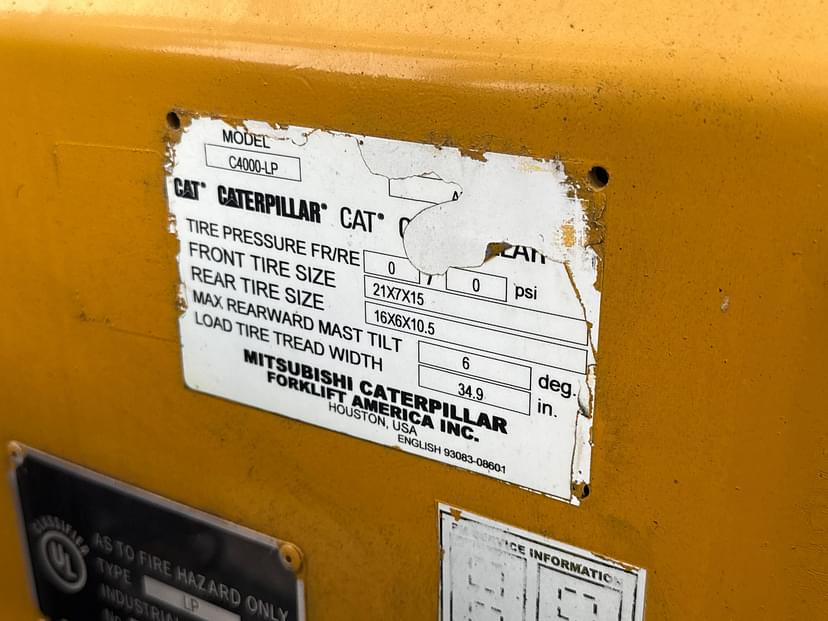 MODEL
C4000-LP
CAT® CATERPILLAR® CAT®
TIRE PRESSURE FR/RE 0 / 0 psi
FRONT TIRE SIZE 21X7X15
REAR TIRE SIZE 16X6X10.5
MAX REARWARD MAST TILT 6 deg.
LOAD TIRE TREAD WIDTH 34.9 in.
MITSUBISHI CATERPILLAR
FORKLIFT AMERICA INC.
HOUSTON, USA
ENGLISH 93083-08601
CLASSIFIED
UL
AS TO FIRE HAZARD ONLY
TYPE LP
INDUSTRIAL
SERVICE INFORMATION